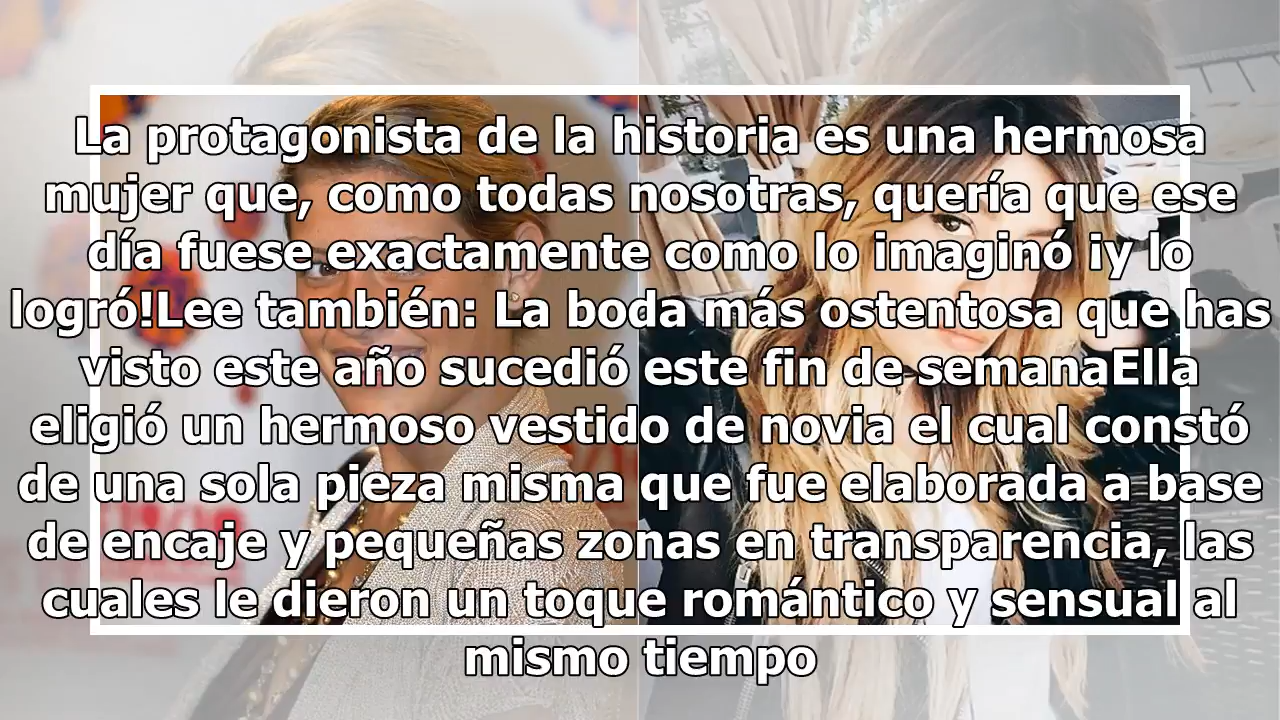 La protagonista de la historia es una hermosa
mujer que, como todas nosotras, quería que ese
día fuese exactamente como lo imaginó ¡y lo
logró!Lee también: La boda más ostentosa que has
visto este año sucedió este fin de semanaElla
eligió un hermoso vestido de novia el cual constó
de una sola pieza misma que fue elaborada a base
de encaje y pequeñas zonas en transparencia, las
cuales le dieron un toque romántico y sensual al
mismo tiempo